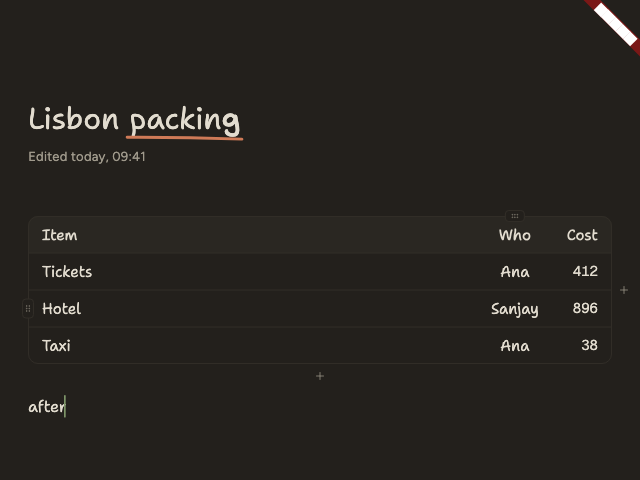 Lisbon packing
Edited today, 09:41
Item Who Cost
Tickets Ana 412
Hotel Sanjay 896
Taxi Ana 38
after